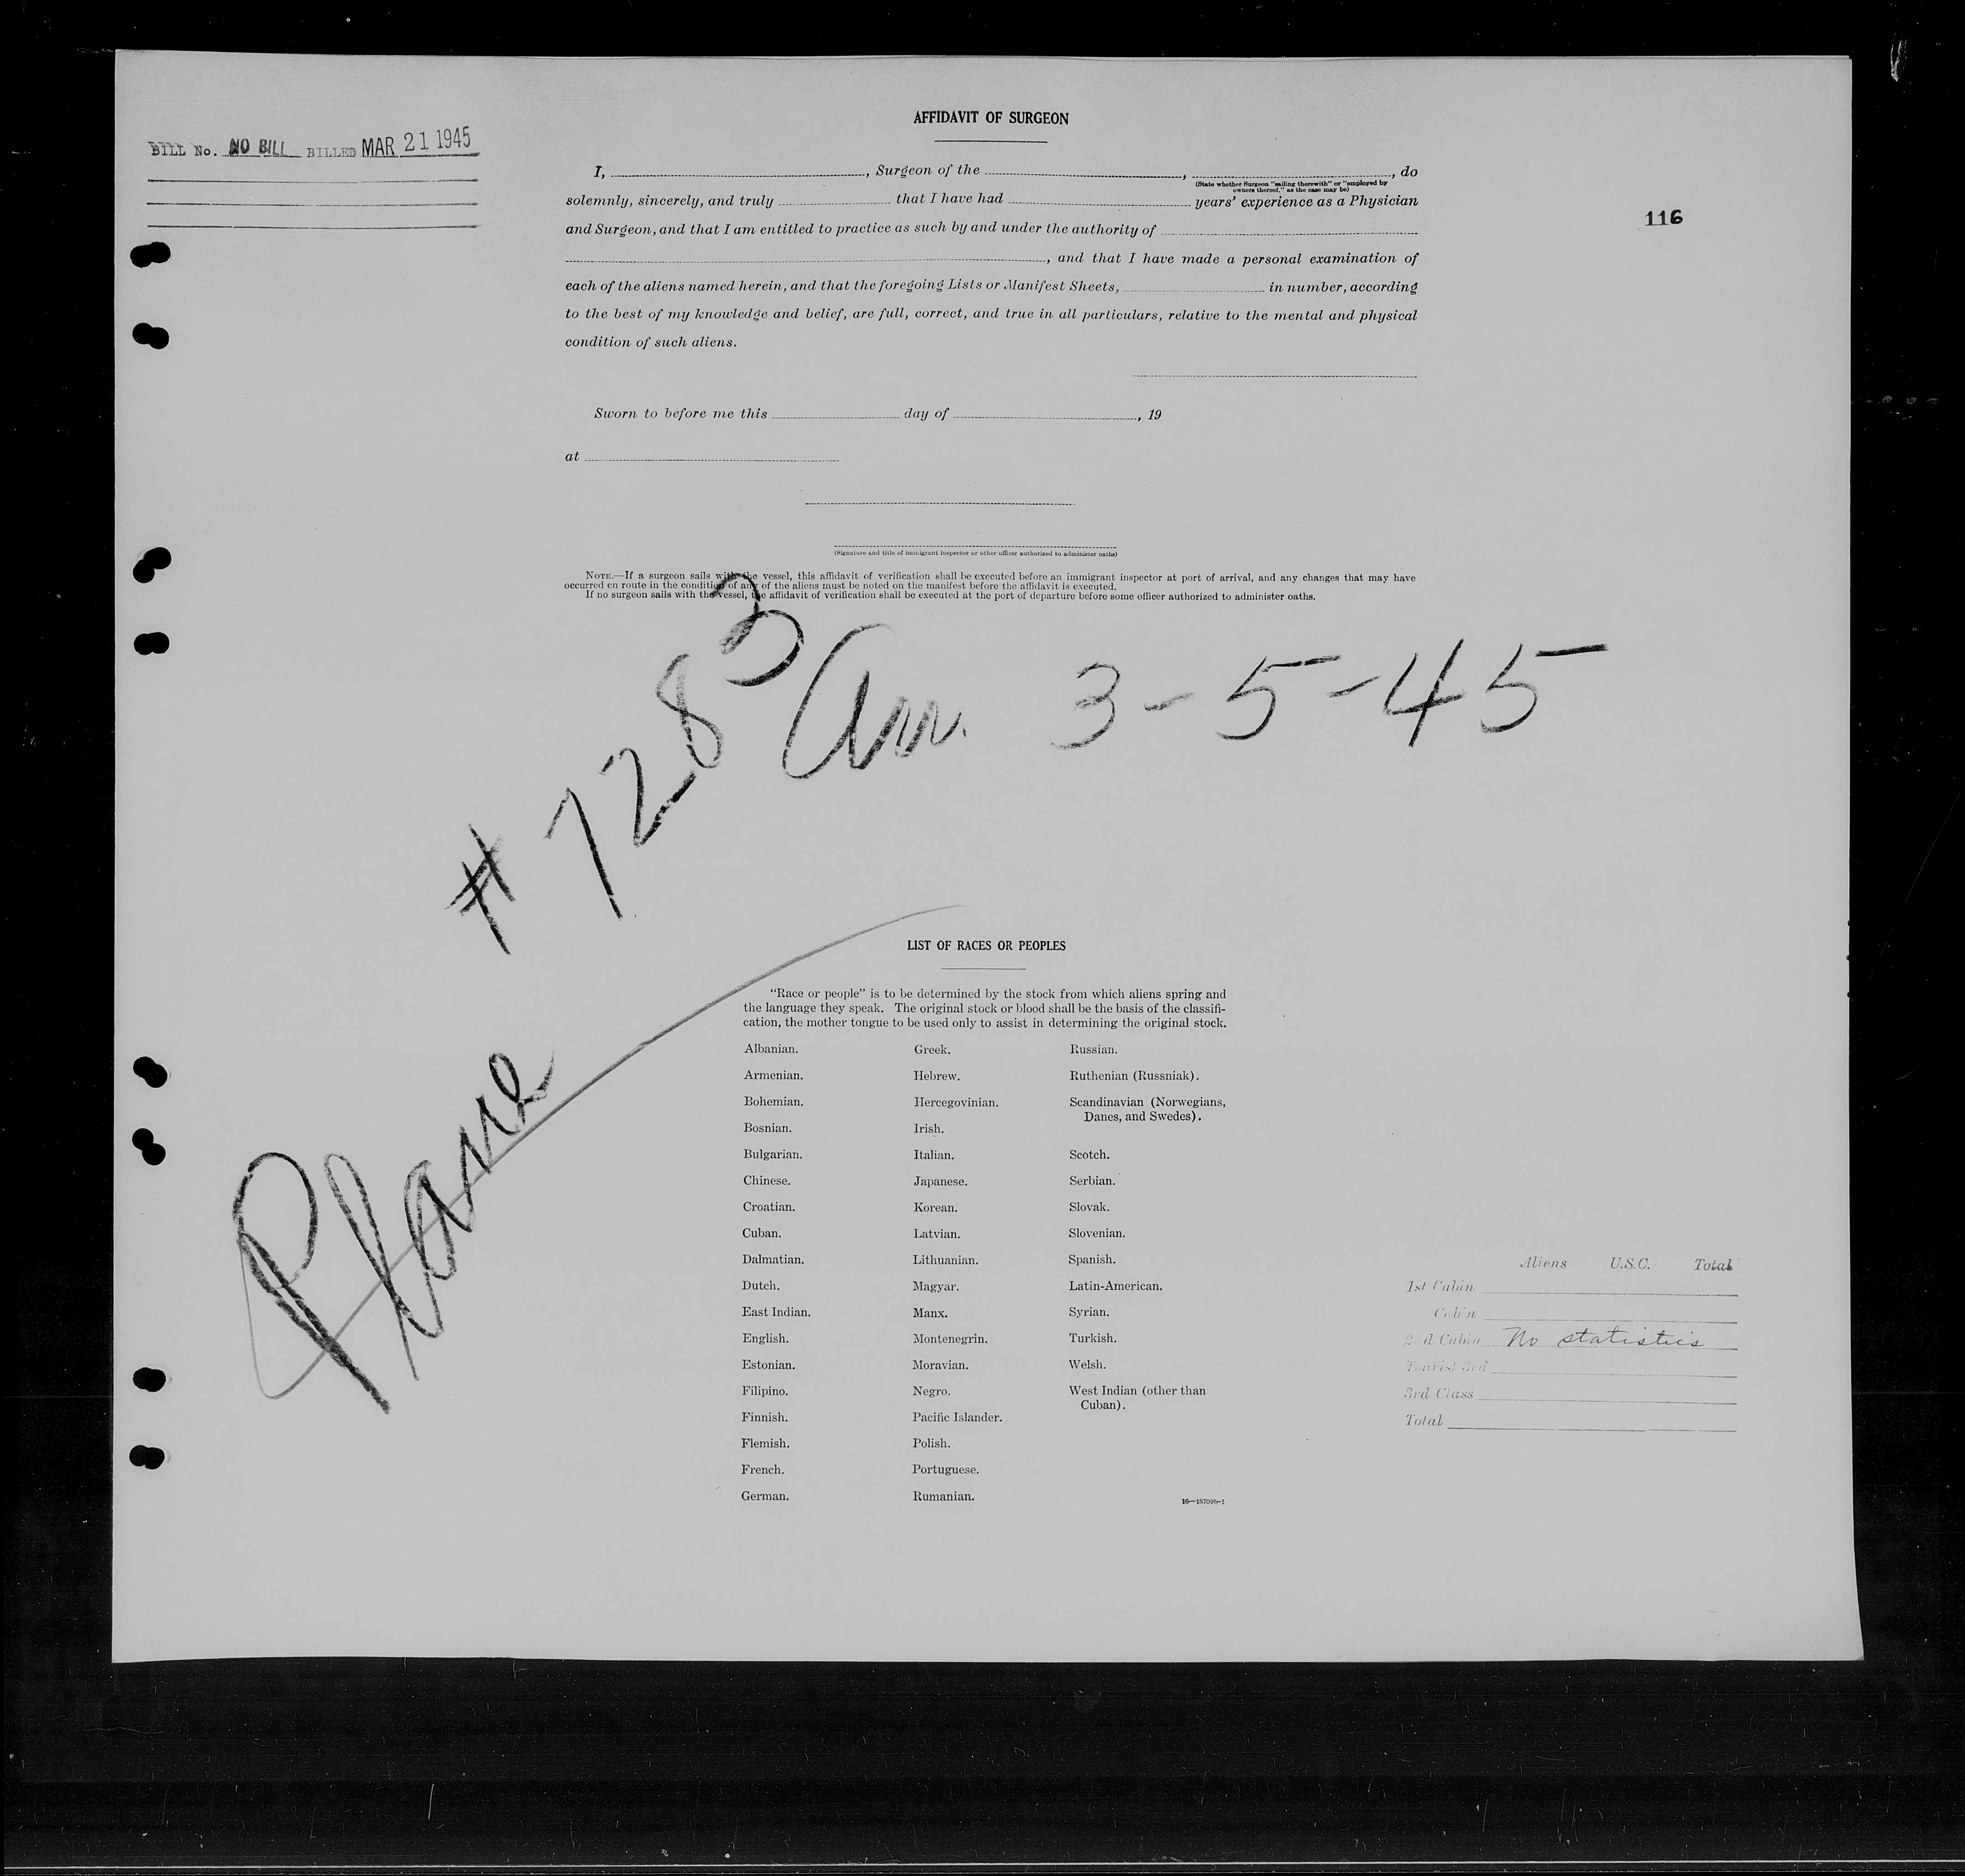 BILL No. NO BILL BILLED MAR 21 1945
116
AFFIDAVIT OF SURGEON
I, , Surgeon of the , , do
(State whether Surgeon "sailing therewith" or "employed by
owners thereof," as the case may be)
solemnly, sincerely, and truly that I have had years' experience as a Physician
and Surgeon, and that I am entitled to practice as such by and under the authority of
, and that I have made a personal examination of
each of the aliens named herein, and that the foregoing Lists or Manifest Sheets, in number, according
to the best of my knowledge and belief, are full, correct, and true in all particulars, relative to the mental and physical
condition of such aliens.
Sworn to before me this day of , 19
at
(Signature and title of immigrant inspector or other officer authorized to administer oaths)
NOTE.—If a surgeon sails with the vessel, this affidavit of verification shall be executed before an immigrant inspector at port of arrival, and any changes that may have
occurred en route in the condition of any of the aliens must be noted on the manifest before the affidavit is executed.
If no surgeon sails with the vessel, the affidavit of verification shall be executed at the port of departure before some officer authorized to administer oaths.
# 7283 Arr. 3-5-45
Plane
LIST OF RACES OR PEOPLES
"Race or people" is to be determined by the stock from which aliens spring and
the language they speak. The original stock or blood shall be the basis of the classifi-
cation, the mother tongue to be used only to assist in determining the original stock.
Albanian.
Armenian.
Bohemian.
Bosnian.
Bulgarian.
Chinese.
Croatian.
Cuban.
Dalmatian.
Dutch.
East Indian.
English.
Estonian.
Filipino.
Finnish.
Flemish.
French.
German.
Greek.
Hebrew.
Hercegovinian.
Irish.
Italian.
Japanese.
Korean.
Latvian.
Lithuanian.
Magyar.
Manx.
Montenegrin.
Moravian.
Negro.
Pacific Islander.
Polish.
Portuguese.
Rumanian.
Russian.
Ruthenian (Russniak).
Scandinavian (Norwegians,
Danes, and Swedes).
Scotch.
Serbian.
Slovak.
Slovenian.
Spanish.
Latin-American.
Syrian.
Turkish.
Welsh.
West Indian (other than
Cuban).
16—18709b-1
Aliens U.S.C. Total
1st Cabin
Cabin
2nd Cabin No statistics
Tourist 3rd
3rd Class
Total